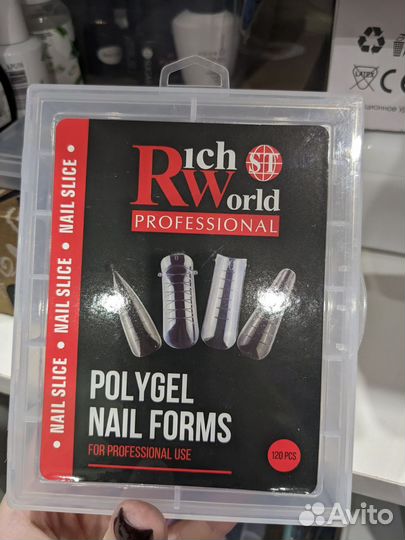 Rich World
ST
PROFESSIONAL
NAIL SLICE • NAIL SLICE • NAIL SLICE •
POLYGEL
NAIL FORMS
FOR PROFESSIONAL USE
120 PCS
LATEX
Avito